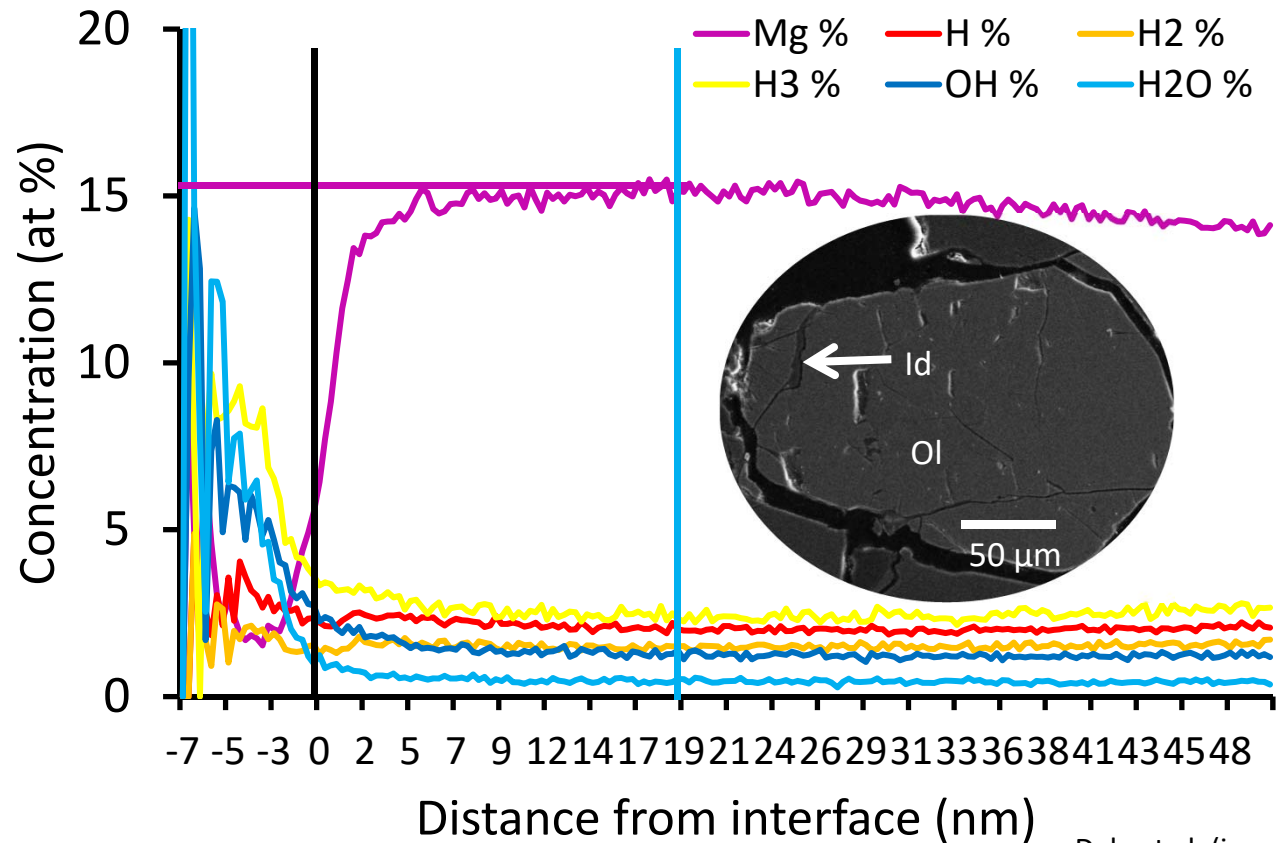 20
Mg %
H %
H2 %
H3 %
OH %
H2O %
15
10
5
0
Concentration (at %)
Id
Ol
50 μm
-7 -5 -3 0 2 5 7 9 12 14 17 19 21 24 26 29 31 33 36 38 41 43 45 48
Distance from interface (nm)